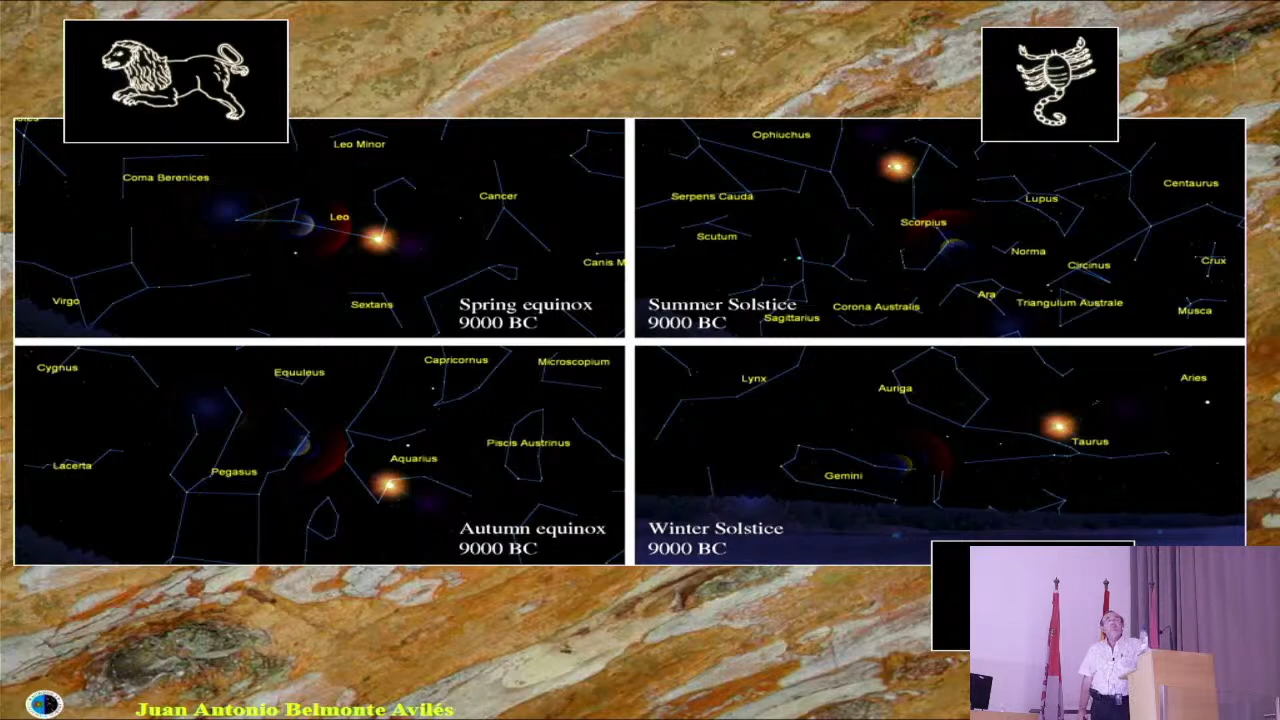 Leo Minor
Coma Berenices
Cancer
Leo
Canis M
Virgo
Sextans
Spring equinox
9000 BC
Ophiuchus
Centaurus
Serpens Cauda
Lupus
Scorpius
Scutum
Norma
Circinus
Crux
Ara
Triangulum Australe
Corona Australis
Musca
Summer Solstice
Sagittarius
9000 BC
Cygnus
Equuleus
Capricornus
Microscopium
Piscis Austrinus
Aquarius
Lacerta
Pegasus
Autumn equinox
9000 BC
Lynx
Auriga
Aries
Taurus
Gemini
Winter Solstice
9000 BC
Juan Antonio Belmonte Avilés